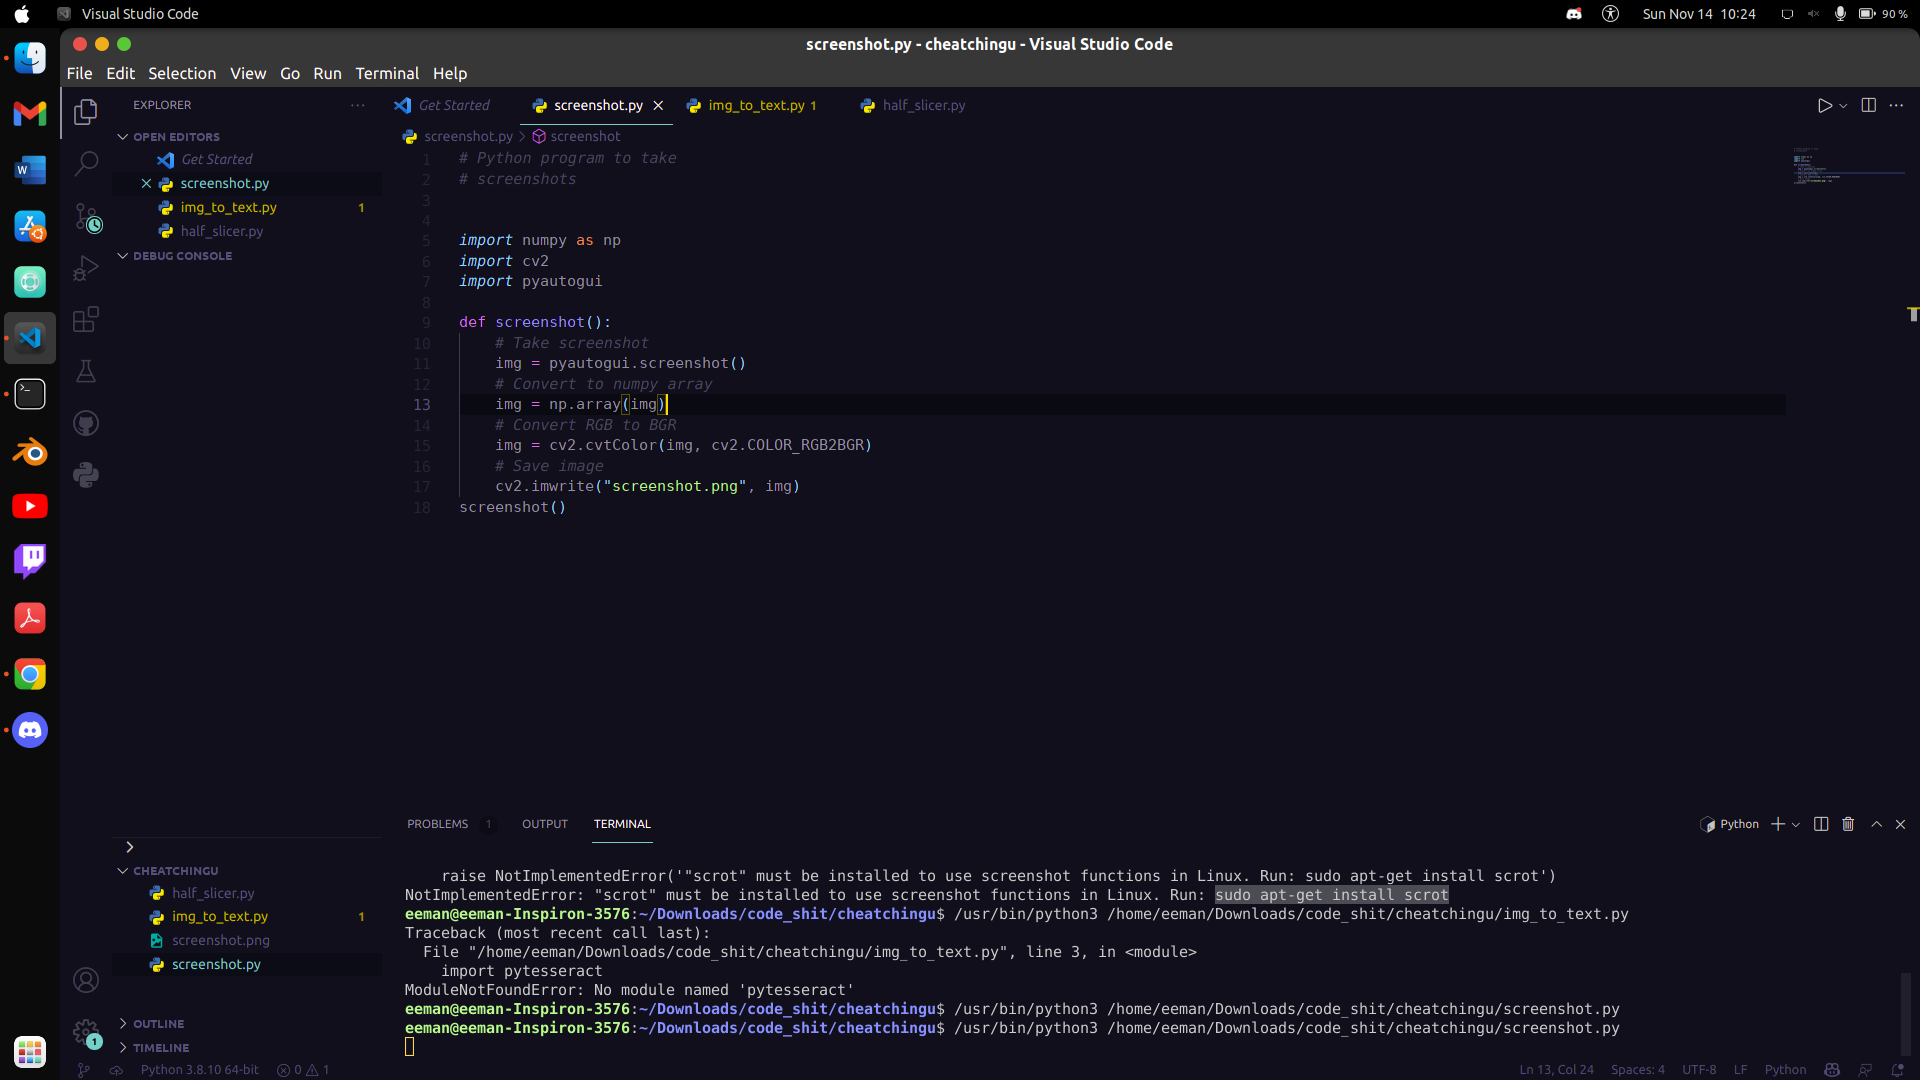 Visual Studio Code
Sun Nov 14 10:24
90 %
screenshot.py - cheatchingu - Visual Studio Code
File Edit Selection View Go Run Terminal Help
EXPLORER
Get Started
screenshot.py
img_to_text.py 1
half_slicer.py
OPEN EDITORS
Get Started
screenshot.py
img_to_text.py 1
half_slicer.py
DEBUG CONSOLE
screenshot.py > screenshot
1 # Python program to take
2 # screenshots
3
4
5 import numpy as np
6 import cv2
7 import pyautogui
8
9 def screenshot():
10 # Take screenshot
11 img = pyautogui.screenshot()
12 # Convert to numpy array
13 img = np.array(img)
14 # Convert RGB to BGR
15 img = cv2.cvtColor(img, cv2.COLOR_RGB2BGR)
16 # Save image
17 cv2.imwrite("screenshot.png", img)
18 screenshot()
PROBLEMS 1 OUTPUT TERMINAL
Python
CHEATCHINGU
half_slicer.py
img_to_text.py 1
screenshot.png
screenshot.py
OUTLINE
TIMELINE
raise NotImplementedError('"scrot" must be installed to use screenshot functions in Linux. Run: sudo apt-get install scrot')
NotImplementedError: "scrot" must be installed to use screenshot functions in Linux. Run: sudo apt-get install scrot
eeman@eeman-Inspiron-3576:~/Downloads/code_shit/cheatchingu$ /usr/bin/python3 /home/eeman/Downloads/code_shit/cheatchingu/img_to_text.py
Traceback (most recent call last):
File "/home/eeman/Downloads/code_shit/cheatchingu/img_to_text.py", line 3, in <module>
import pytesseract
ModuleNotFoundError: No module named 'pytesseract'
eeman@eeman-Inspiron-3576:~/Downloads/code_shit/cheatchingu$ /usr/bin/python3 /home/eeman/Downloads/code_shit/cheatchingu/screenshot.py
eeman@eeman-Inspiron-3576:~/Downloads/code_shit/cheatchingu$ /usr/bin/python3 /home/eeman/Downloads/code_shit/cheatchingu/screenshot.py
1
Python 3.8.10 64-bit 0 1
Ln 13, Col 24 Spaces: 4 UTF-8 LF Python